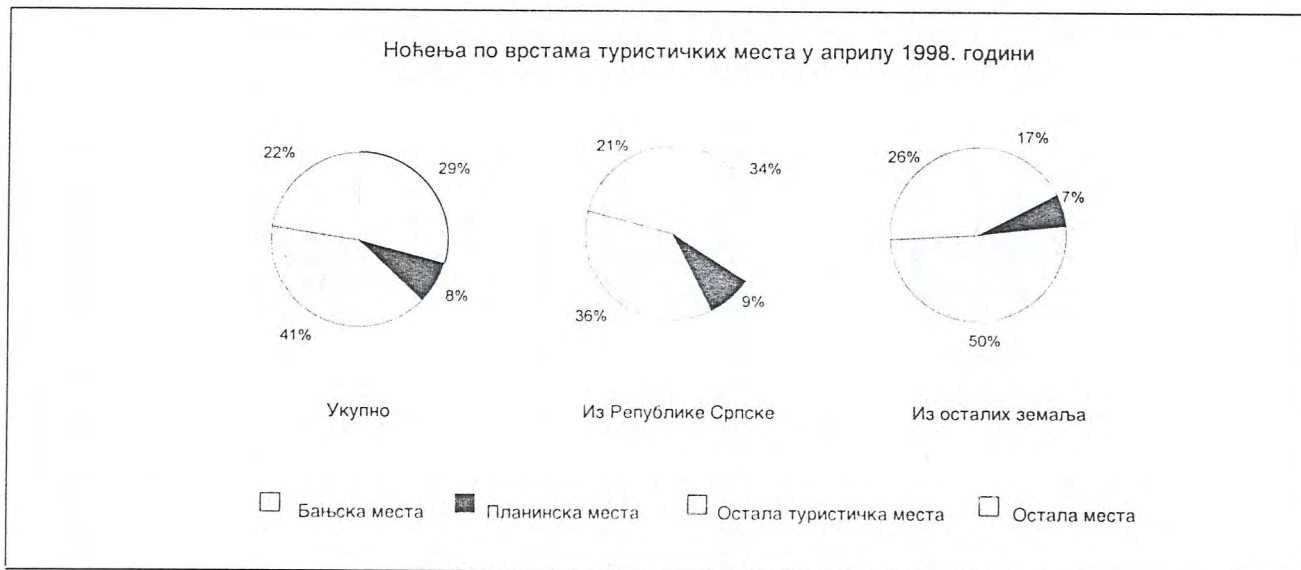 Ноћења по врстама туристичких места у априлу 1998. години
22%
29%
8%
41%
Укупно
21%
34%
9%
36%
Из Републике Српске
26%
17%
7%
50%
Из осталих земаља
Бањска места
Планинска места
Остала туристичка места
Остала места